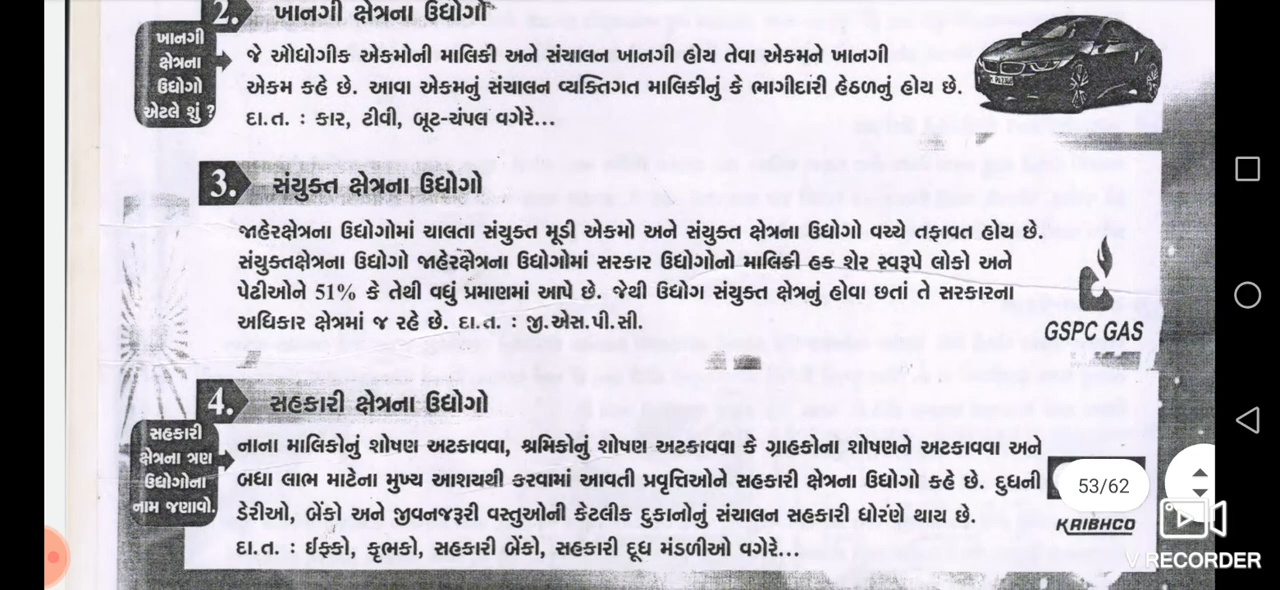 2. ખાનગી ક્ષેત્રના ઉદ્યોગો
ખાનગી
ક્ષેત્રના
ઉદ્યોગો
એટલે શું ?
જે ઔદ્યોગીક એકમોની માલિકી અને સંચાલન ખાનગી હોય તેવા એકમને ખાનગી
એકમ કહે છે. આવા એકમનું સંચાલન વ્યક્તિગત માલિકીનું કે ભાગીદારી હેઠળનું હોય છે.
દા.ત. : કાર, ટીવી, બૂટ-ચંપલ વગેરે...
3. સંયુક્ત ક્ષેત્રના ઉદ્યોગો
જાહેરક્ષેત્રના ઉદ્યોગોમાં ચાલતા સંયુક્ત મૂડી એકમો અને સંયુક્ત ક્ષેત્રના ઉદ્યોગો વચ્ચે તફાવત હોય છે.
સંયુક્તક્ષેત્રના ઉદ્યોગો જાહેરક્ષેત્રના ઉદ્યોગોમાં સરકાર ઉદ્યોગોનો માલિકી હક શેર સ્વરૂપે લોકો અને
પેઢીઓને 51% કે તેથી વધું પ્રમાણમાં આપે છે. જેથી ઉદ્યોગ સંયુક્ત ક્ષેત્રનું હોવા છતાં તે સરકારના
અધિકાર ક્ષેત્રમાં જ રહે છે. દા.ત. : જી.એસ.પી.સી.
GSPC GAS
4. સહકારી ક્ષેત્રના ઉદ્યોગો
સહકારી
ક્ષેત્રના ત્રણ
ઉદ્યોગોના
નામ જણાવો.
નાના માલિકોનું શોષણ અટકાવવા, શ્રમિકોનું શોષણ અટકાવવા કે ગ્રાહકોના શોષણને અટકાવવા અને
બધા લાભ માટેના મુખ્ય આશયથી કરવામાં આવતી પ્રવૃત્તિઓને સહકારી ક્ષેત્રના ઉદ્યોગો કહે છે. દુધની
ડેરીઓ, બેંકો અને જીવનજરૂરી વસ્તુઓની કેટલીક દુકાનોનું સંચાલન સહકારી ધોરણે થાય છે.
દા.ત. : ઈફકો, કૃભકો, સહકારી બેંકો, સહકારી દૂધ મંડળીઓ વગેરે...
53/62
KRIBHCO
V RECORDER